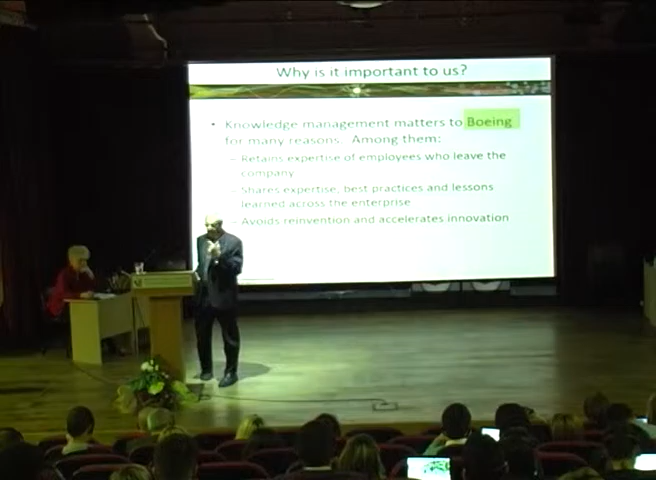 Why is it important to us?
• Knowledge management matters to Boeing
for many reasons. Among them:
– Retains expertise of employees who leave the
company
– Shares expertise, best practices and lessons
learned across the enterprise
– Avoids reinvention and accelerates innovation